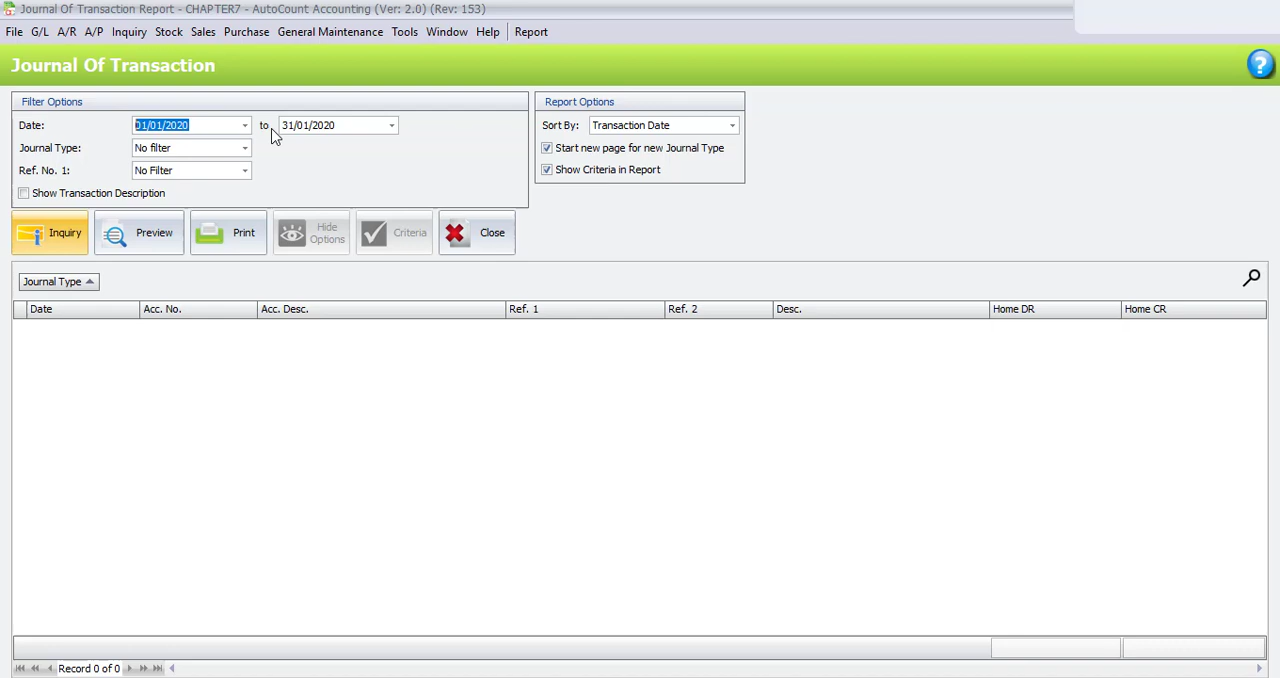 Journal Of Transaction Report - CHAPTER7 - AutoCount Accounting (Ver: 2.0) (Rev: 153)
File G/L A/R A/P Inquiry Stock Sales Purchase General Maintenance Tools Window Help Report
Journal Of Transaction
?
Filter Options
Date: 01/01/2020 to 31/01/2020
Journal Type: No filter
Ref. No. 1: No Filter
Show Transaction Description
Report Options
Sort By: Transaction Date
Start new page for new Journal Type
Show Criteria in Report
Inquiry Preview Print Hide Options Criteria Close
Journal Type
Date Acc. No. Acc. Desc. Ref. 1 Ref. 2 Desc. Home DR Home CR
Record 0 of 0